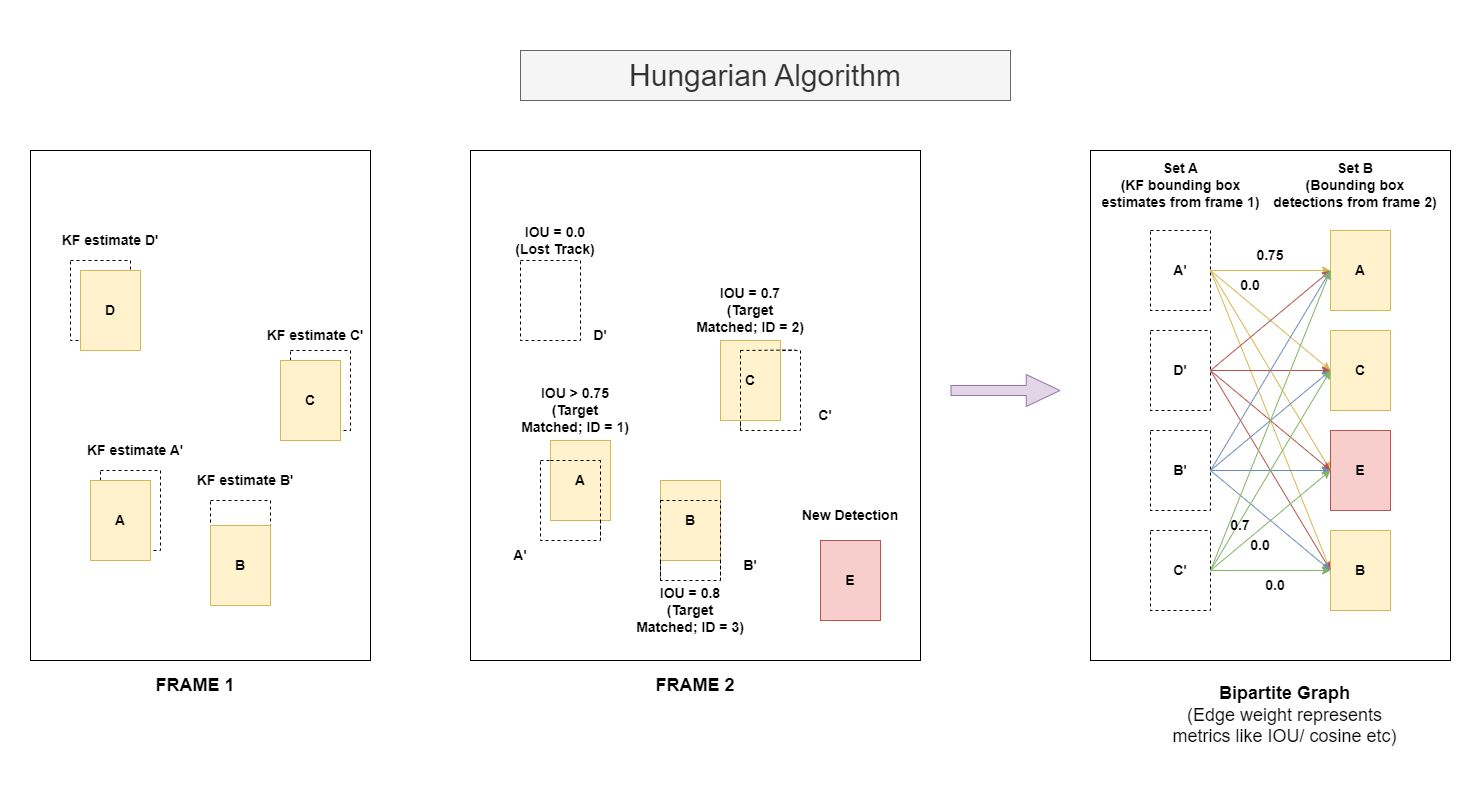 Hungarian Algorithm
KF estimate D'
D
KF estimate C'
C
KF estimate A'
A
KF estimate B'
B
FRAME 1
IOU = 0.0
(Lost Track)
D'
IOU = 0.7
(Target
Matched; ID = 2)
C
C'
IOU > 0.75
(Target
Matched; ID = 1)
A
A'
B
B'
IOU = 0.8
(Target
Matched; ID = 3)
New Detection
E
FRAME 2
Set A
(KF bounding box
estimates from frame 1)
Set B
(Bounding box
detections from frame 2)
A'
0.75
0.0
A
D'
C
B'
E
0.7
0.0
C'
0.0
B
Bipartite Graph
(Edge weight represents
metrics like IOU/ cosine etc)